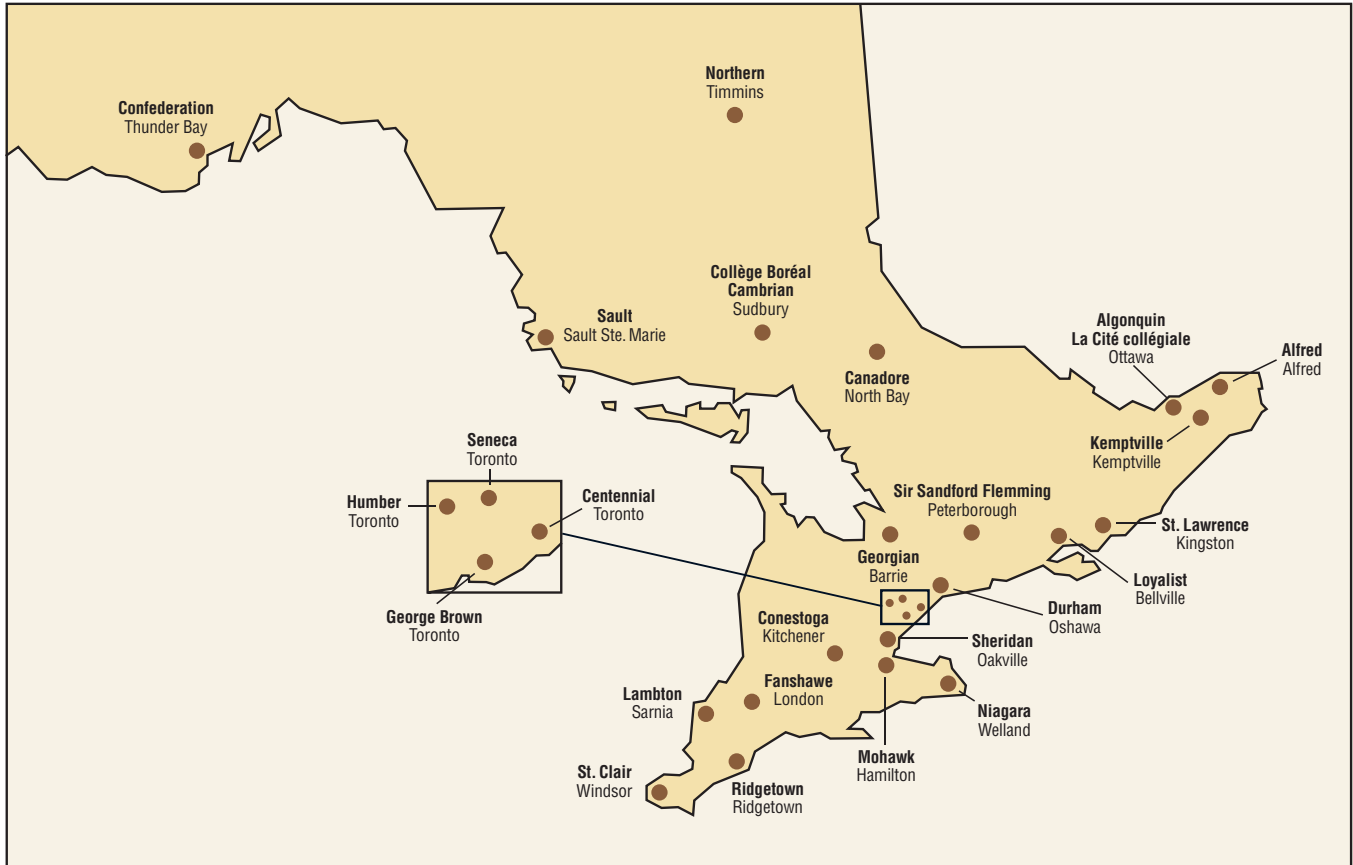 Northern
Timmins
Confederation
Thunder Bay
Collège Boréal
Cambrian
Sudbury
Sault
Sault Ste. Marie
Algonquin
La Cité collégiale
Ottawa
Alfred
Alfred
Canadore
North Bay
Kemptville
Kemptville
Seneca
Toronto
Humber
Toronto
Centennial
Toronto
George Brown
Toronto
Sir Sandford Flemming
Peterborough
St. Lawrence
Kingston
Georgian
Barrie
Loyalist
Bellville
Durham
Oshawa
Conestoga
Kitchener
Sheridan
Oakville
Fanshawe
London
Lambton
Sarnia
Niagara
Welland
Mohawk
Hamilton
St. Clair
Windsor
Ridgetown
Ridgetown